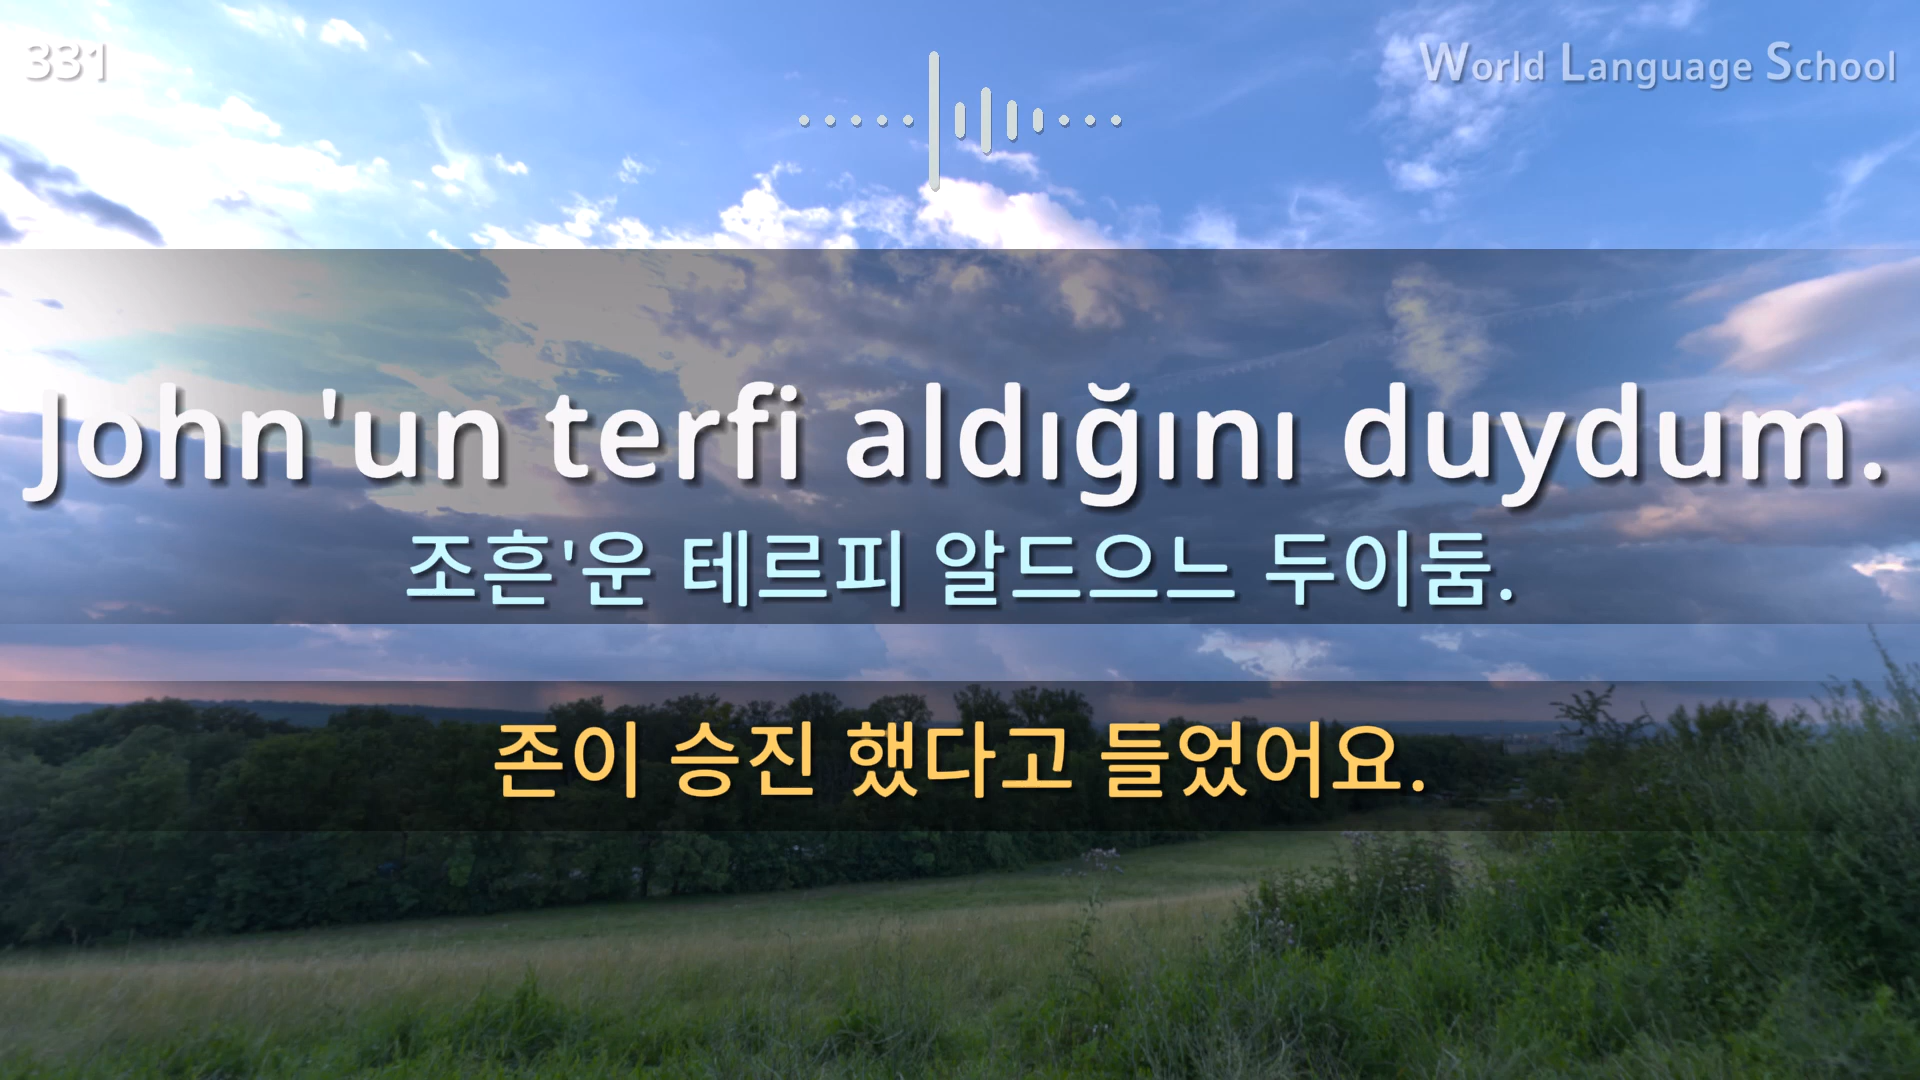 331
World Language School
John'un terfi aldığını duydum.
조흔'운 테르피 알드으느 두이둠.
존이 승진 했다고 들었어요.